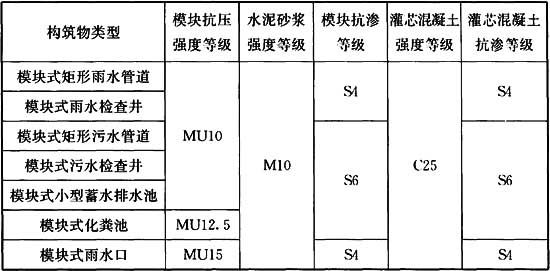 构筑物类型 模块抗压强度等级 水泥砂浆强度等级 模块抗渗等级 灌芯混凝土强度等级 灌芯混凝土抗渗等级
模块式矩形雨水管道 MU10 M10 S4 C25 S4
模块式雨水检查井
模块式矩形污水管道 S6 S6
模块式污水检查井
模块式小型蓄水排水池
模块式化粪池 MU12.5
模块式雨水口 MU15 S4 S4